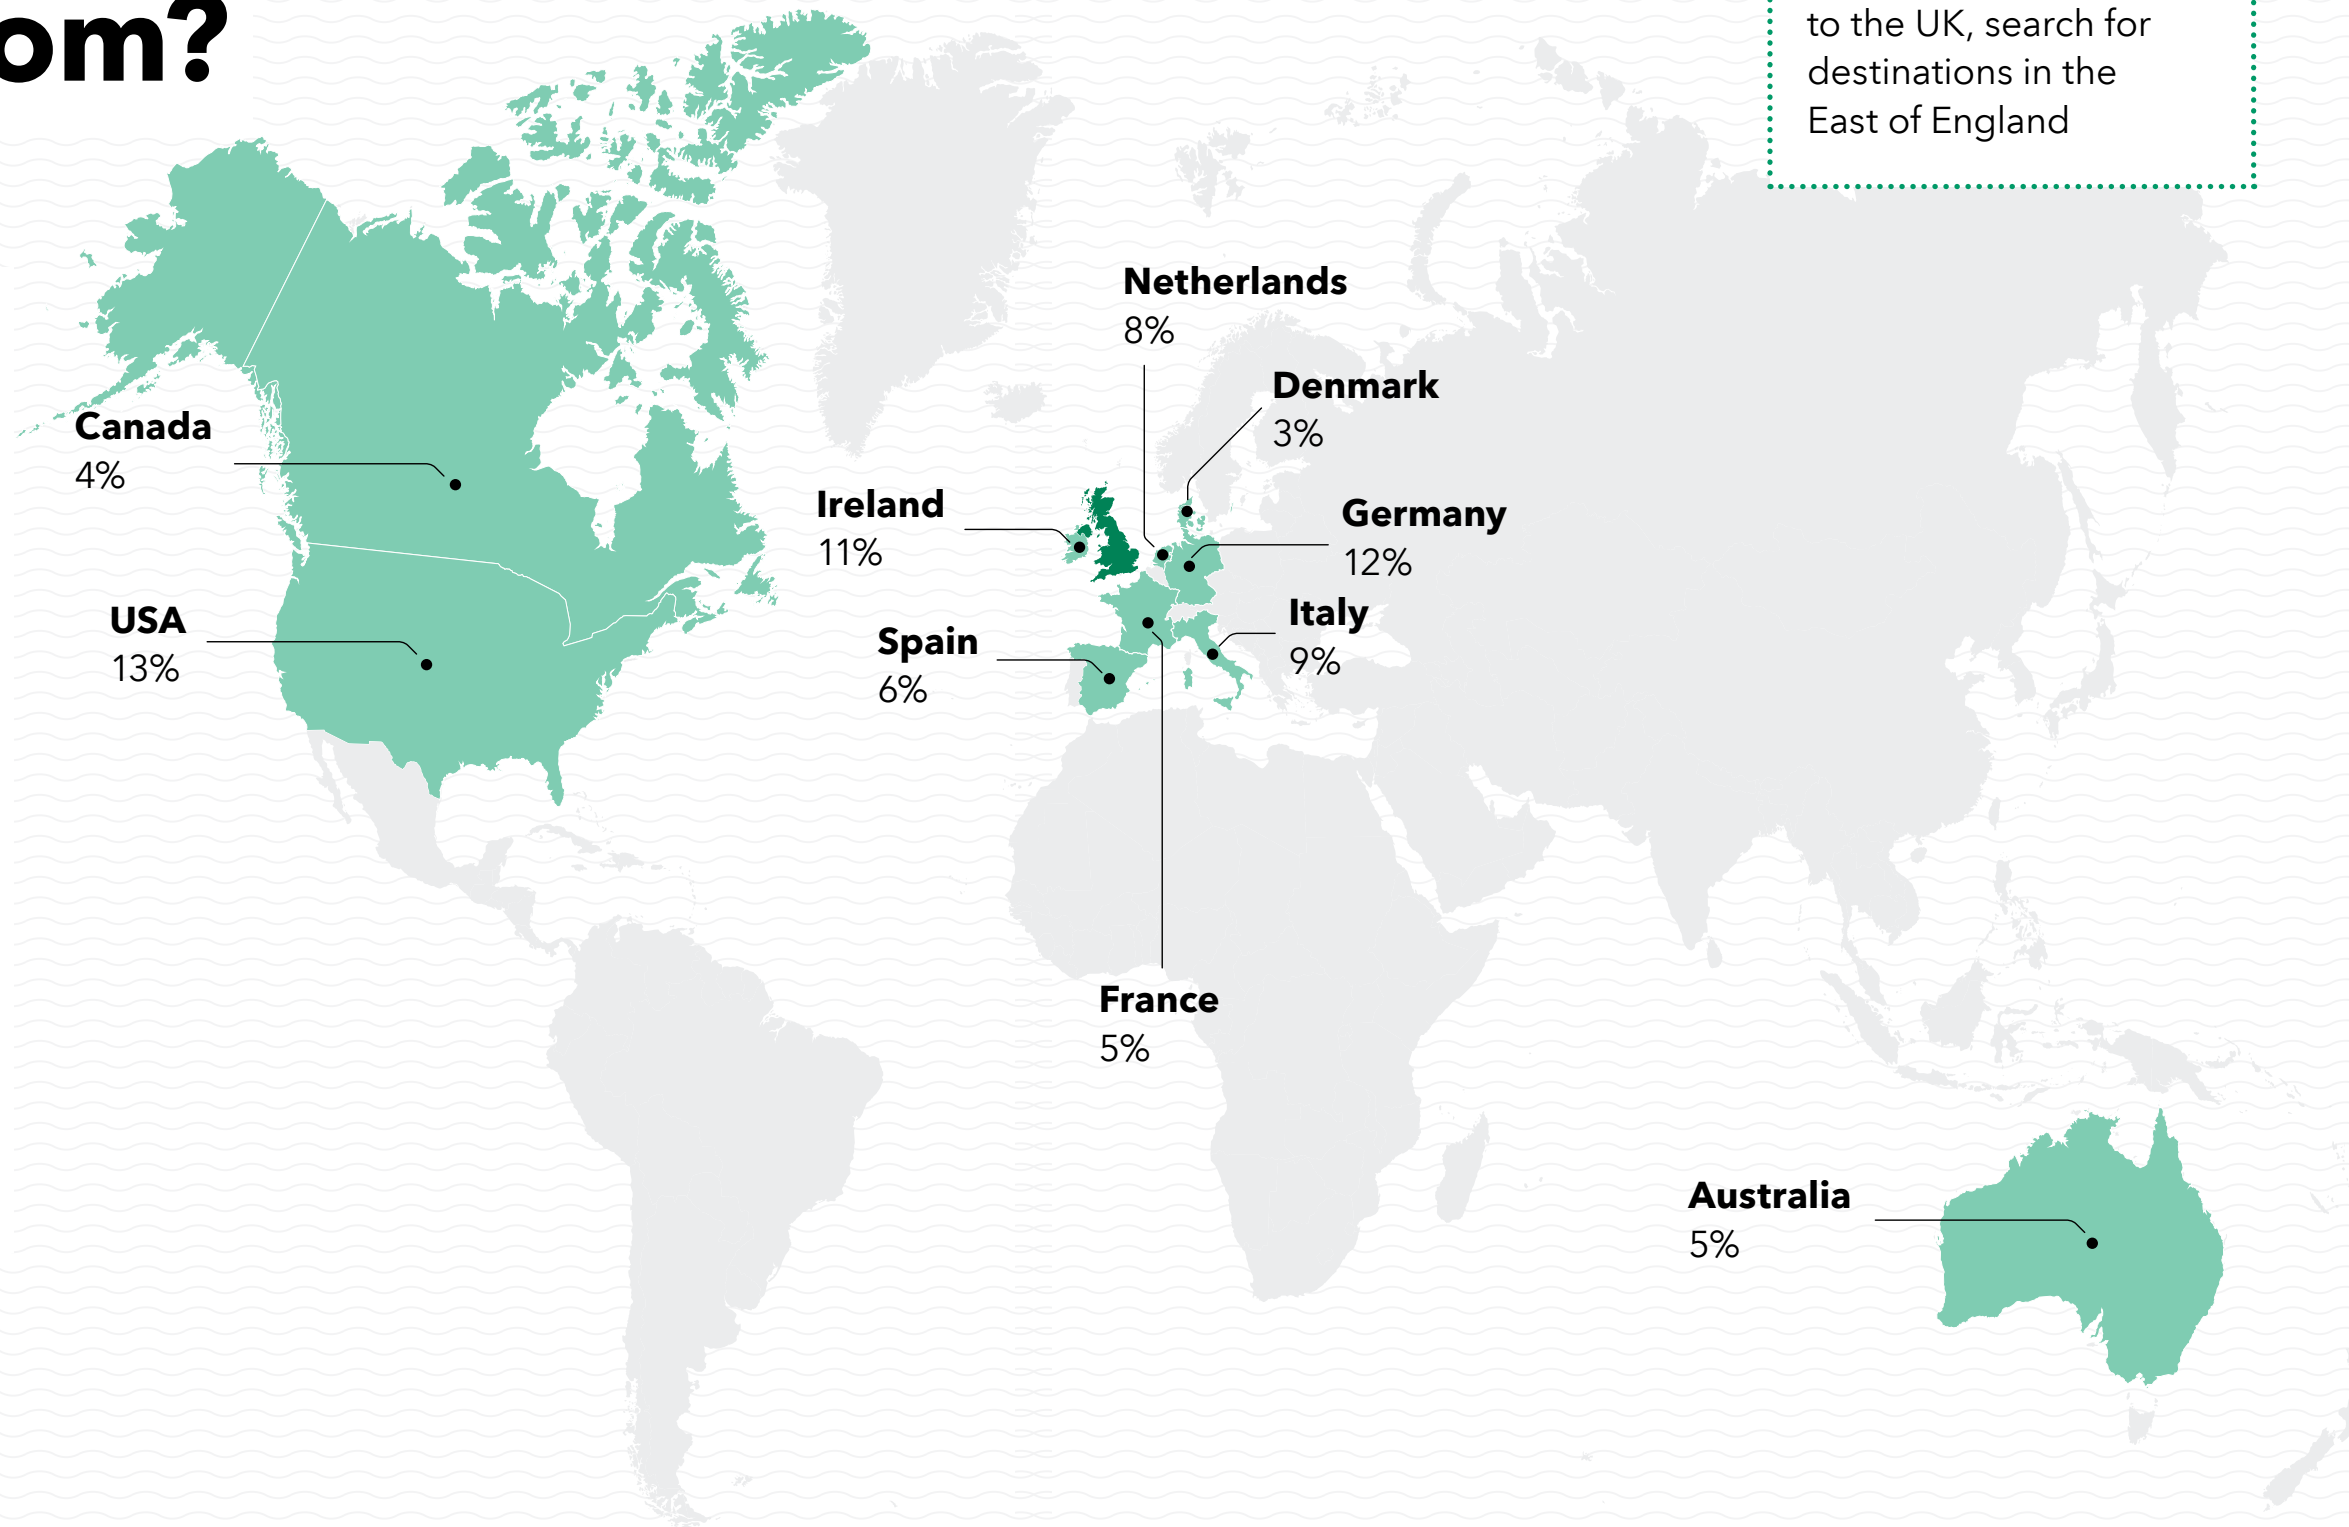 om?
to the UK, search for
destinations in the
East of England
Netherlands
8%
Denmark
3%
Canada
4%
Ireland
11%
Germany
12%
USA
13%
Spain
6%
Italy
9%
France
5%
Australia
5%